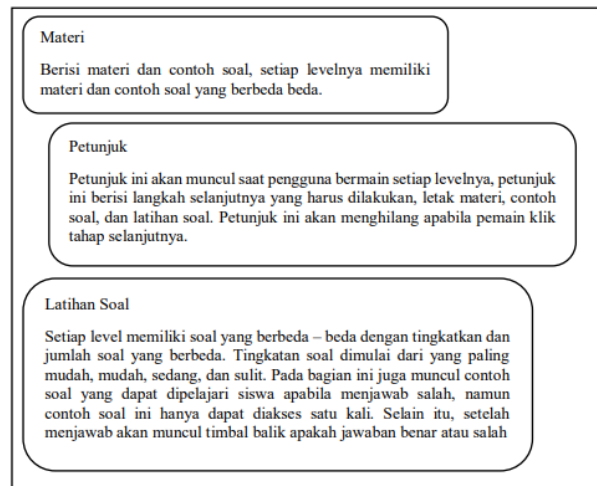 Materi
Berisi materi dan contoh soal, setiap levelnya memiliki
materi dan contoh soal yang berbeda beda.
Petunjuk
Petunjuk ini akan muncul saat pengguna bermain setiap levelnya, petunjuk
ini berisi langkah selanjutnya yang harus dilakukan, letak materi, contoh
soal, dan latihan soal. Petunjuk ini akan menghilang apabila pemain klik
tahap selanjutnya.
Latihan Soal
Setiap level memiliki soal yang berbeda – beda dengan tingkatkan dan
jumlah soal yang berbeda. Tingkatan soal dimulai dari yang paling
mudah, mudah, sedang, dan sulit. Pada bagian ini juga muncul contoh
soal yang dapat dipelajari siswa apabila menjawab salah, namun
contoh soal ini hanya dapat diakses satu kali. Selain itu, setelah
menjawab akan muncul timbal balik apakah jawaban benar atau salah